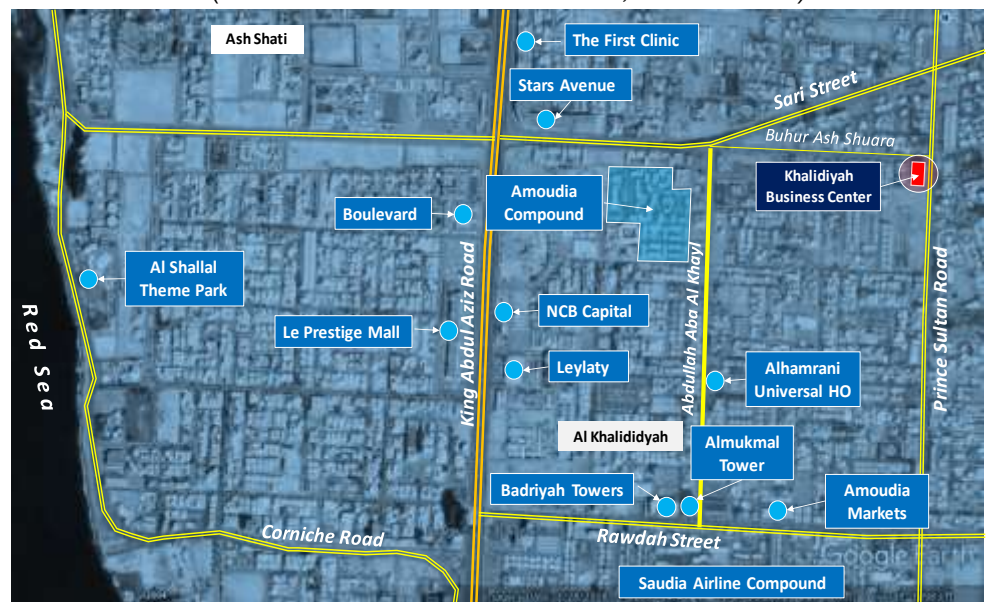 Ash Shati
The First Clinic
Stars Avenue
Sari Street
Buhur Ash Shuara
Khalidiyah
Business Center
Amoudia
Compound
Boulevard
Al Shallal
Theme Park
Red Sea
King Abdul Aziz Road
NCB Capital
Le Prestige Mall
Leylaty
Abdullah Aba Al Khayl
Alhamrani
Universal HO
Prince Sultan Road
Al Khalididyah
Almukmal
Tower
Badriyah Towers
Amoudia
Markets
Corniche Road
Rawdah Street
Google Earth
Saudia Airline Compound